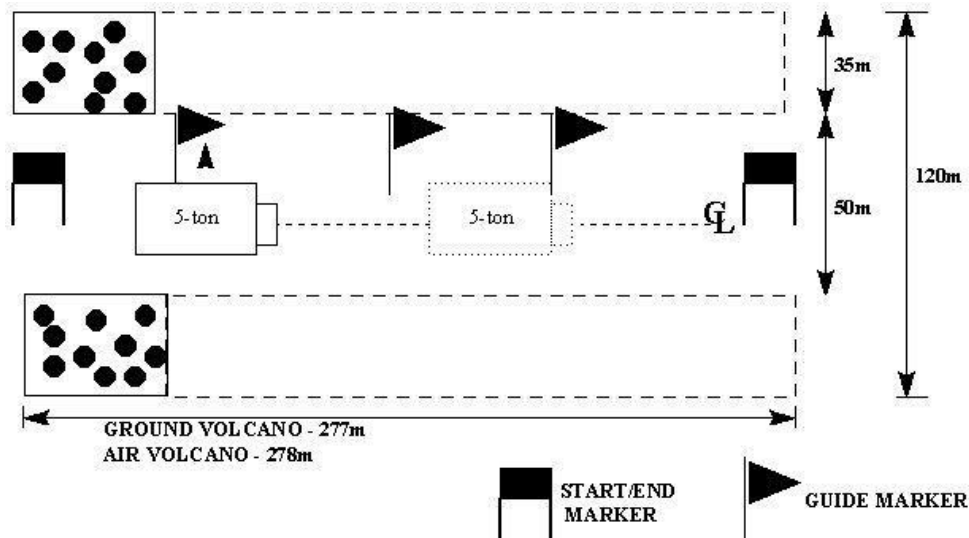 35m
120m
50m
5-ton
5-ton
CL
GROUND VOLCANO - 277m
AIR VOLCANO - 278m
START/END
MARKER
GUIDE MARKER